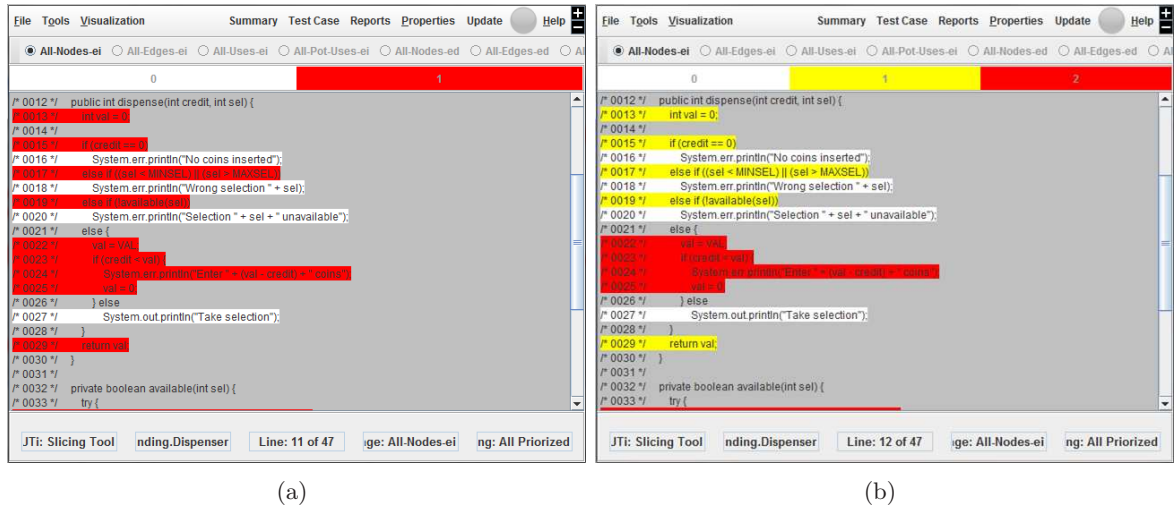 File Tools Visualization Summary Test Case Reports Properties Update Help
All-Nodes-ei All-Edges-ei All-Uses-ei All-Pot-Uses-ei All-Nodes-ed All-Edges-ed Al
0 1
/* 0012 */ public int dispense(int credit, int sel) {
/* 0013 */ int val = 0;
/* 0014 */
/* 0015 */ if (credit == 0)
/* 0016 */ System.err.println("No coins inserted");
/* 0017 */ else if ((sel < MINSEL) || (sel > MAXSEL))
/* 0018 */ System.err.println("Wrong selection " + sel);
/* 0019 */ else if (!available(sel))
/* 0020 */ System.err.println("Selection " + sel + " unavailable");
/* 0021 */ else {
/* 0022 */ val = VAL;
/* 0023 */ if (credit < val) {
/* 0024 */ System.err.println("Enter " + (val - credit) + " coins");
/* 0025 */ val = 0;
/* 0026 */ } else
/* 0027 */ System.out.println("Take selection");
/* 0028 */ }
/* 0029 */ return val;
/* 0030 */ }
/* 0031 */
/* 0032 */ private boolean available(int sel) {
/* 0033 */ try {
UTi: Slicing Tool nding.Dispenser Line: 11 of 47 ige: All-Nodes-ei ng: All Priorized
(a)
File Tools Visualization Summary Test Case Reports Properties Update Help
All-Nodes-ei All-Edges-ei All-Uses-ei All-Pot-Uses-ei All-Nodes-ed All-Edges-ed Al
0 1 2
/* 0012 */ public int dispense(int credit, int sel) {
/* 0013 */ int val = 0;
/* 0014 */
/* 0015 */ if (credit == 0)
/* 0016 */ System.err.println("No coins inserted");
/* 0017 */ else if ((sel < MINSEL) || (sel > MAXSEL))
/* 0018 */ System.err.println("Wrong selection " + sel);
/* 0019 */ else if (!available(sel))
/* 0020 */ System.err.println("Selection " + sel + " unavailable");
/* 0021 */ else {
/* 0022 */ val = VAL;
/* 0023 */ if (credit < val) {
/* 0024 */ System.err.println("Enter " + (val - credit) + " coins");
/* 0025 */ val = 0;
/* 0026 */ } else
/* 0027 */ System.out.println("Take selection");
/* 0028 */ }
/* 0029 */ return val;
/* 0030 */ }
/* 0031 */
/* 0032 */ private boolean available(int sel) {
/* 0033 */ try {
JTi: Slicing Tool nding.Dispenser Line: 12 of 47 ige: All-Nodes-ei ng: All Priorized
(b)